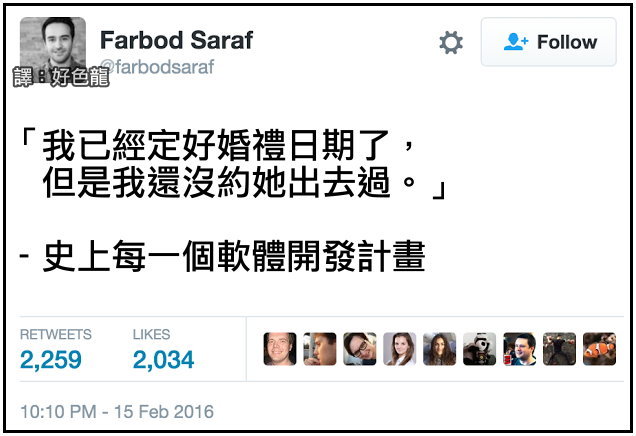 Farbod Saraf
@farbodsaraf
譯：好色龍
Follow
「我已經定好婚禮日期了，
但是我還沒約她出去過。」
- 史上每一個軟體開發計畫
RETWEETS
2,259
LIKES
2,034
10:10 PM - 15 Feb 2016